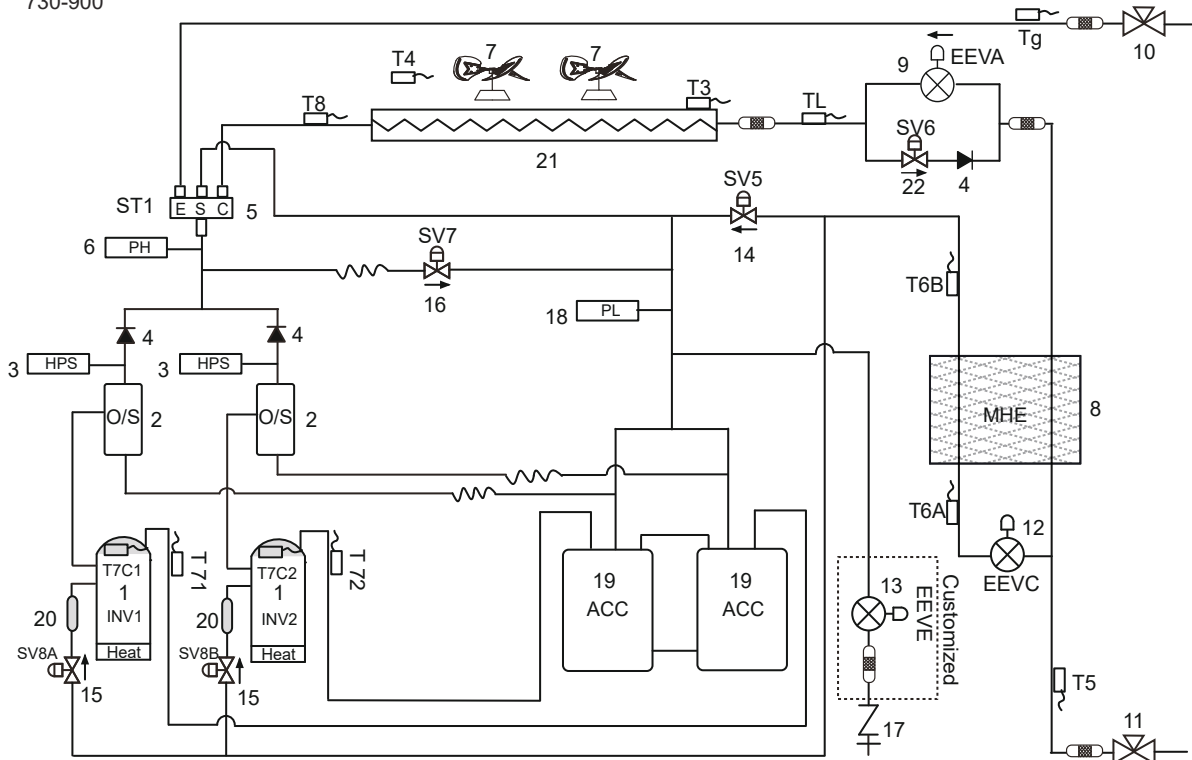 730-900
Tg
10
T4
7
7
9
EEVA
T8
T3
TL
SV6
21
22
4
ST1
E S C
5
SV5
6
PH
SV7
14
16
T6B
18
PL
4
4
3
HPS
3
HPS
O/S
2
O/S
2
MHE
8
T6A
12
EEVC
T7C1
1
INV1
Heat
T71
T7C2
1
INV2
Heat
T72
19
ACC
19
ACC
13
EEVE
Customized
20
20
SV8A
15
SV8B
15
17
T5
11